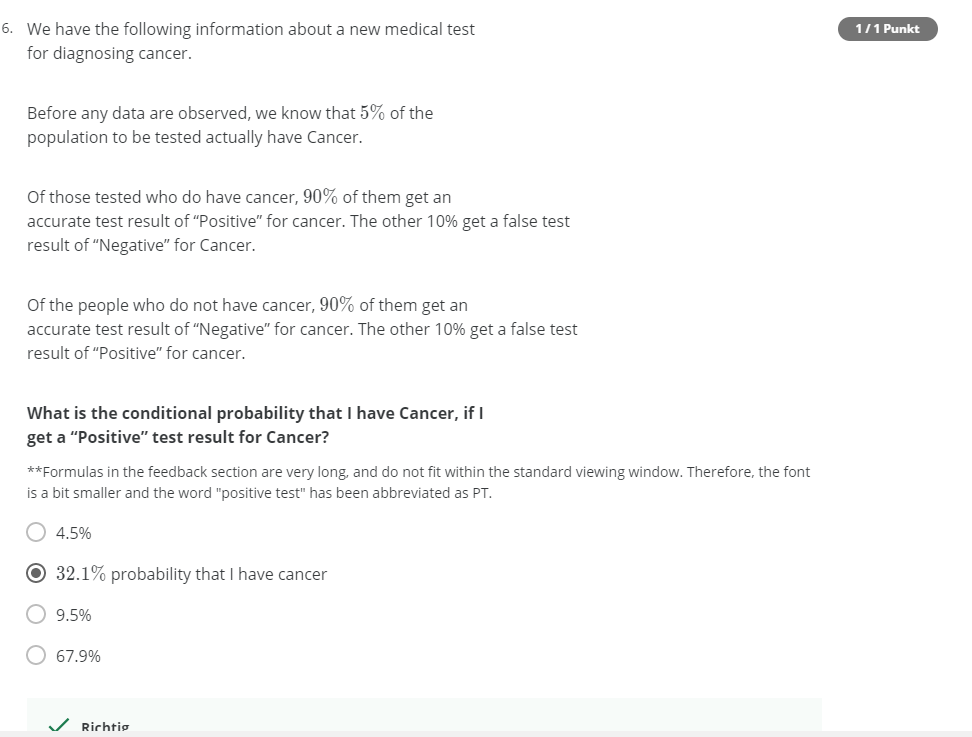 6. We have the following information about a new medical test
1 / 1 Punkt
for diagnosing cancer.
Before any data are observed, we know that 5% of the
population to be tested actually have Cancer.
Of those tested who do have cancer, 90% of them get an
accurate test result of “Positive” for cancer. The other 10% get a false test
result of “Negative” for Cancer.
Of the people who do not have cancer, 90% of them get an
accurate test result of “Negative” for cancer. The other 10% get a false test
result of “Positive” for cancer.
What is the conditional probability that I have Cancer, if I
get a “Positive” test result for Cancer?
**Formulas in the feedback section are very long, and do not fit within the standard viewing window. Therefore, the font
is a bit smaller and the word "positive test" has been abbreviated as PT.
4.5%
32.1% probability that I have cancer
9.5%
67.9%
Richtig